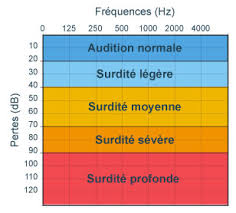 Fréquences (Hz)
0 125 250 500 1000 2000 4000
Pertes (dB)
10
20
30
40
50
60
70
80
90
100
110
120
Audition normale
Surdité légère
Surdité moyenne
Surdité sévère
Surdité profonde